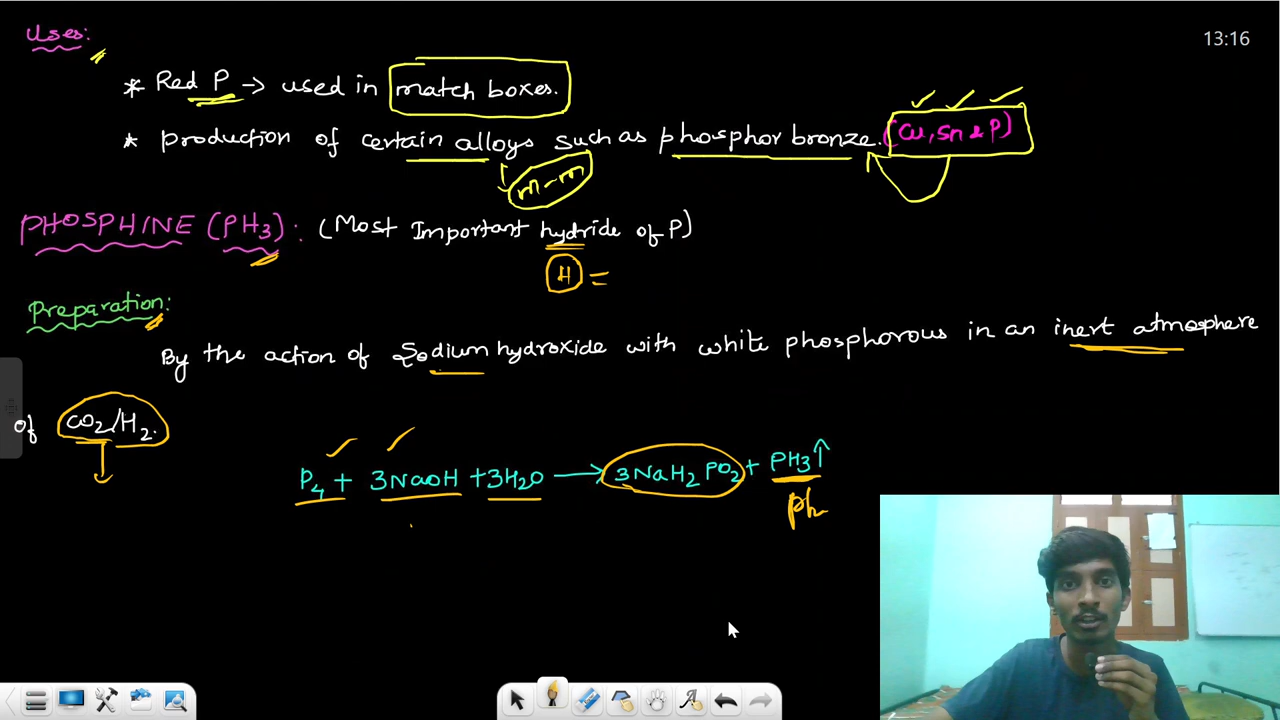 Uses:
13:16
* Red P → used in match boxes.
* production of certain alloys such as phosphor bronze. (Cu, Sn & P)
m-m
PHOSPHINE (PH3): (Most Important hydride of P)
H =
Preparation:
By the action of Sodium hydroxide with white phosphorous in an inert atmosphere
of CO2/H2.
P4 + 3NaOH + 3H2O → 3NaH2PO2 + PH3↑
ph